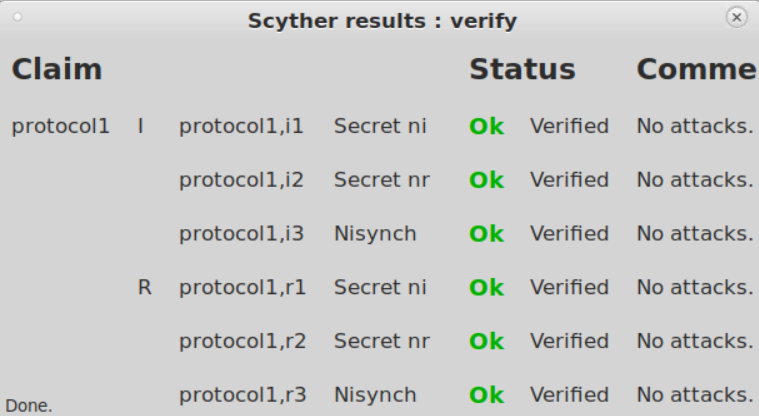 Scyther results : verify
Claim Status Comme
protocol1 I protocol1,i1 Secret ni Ok Verified No attacks.
protocol1,i2 Secret nr Ok Verified No attacks.
protocol1,i3 Nisynch Ok Verified No attacks.
R protocol1,r1 Secret ni Ok Verified No attacks.
protocol1,r2 Secret nr Ok Verified No attacks.
protocol1,r3 Nisynch Ok Verified No attacks.
Done.